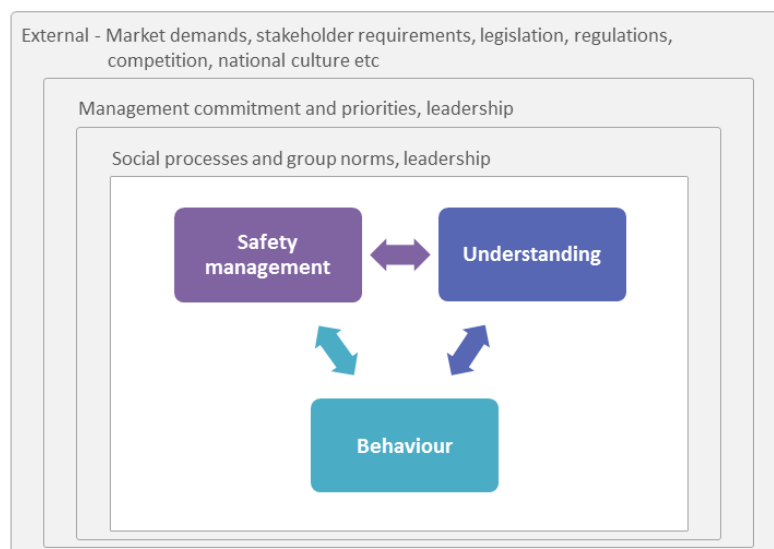 External - Market demands, stakeholder requirements, legislation, regulations,
competition, national culture etc
Management commitment and priorities, leadership
Social processes and group norms, leadership
Safety
management
Understanding
Behaviour